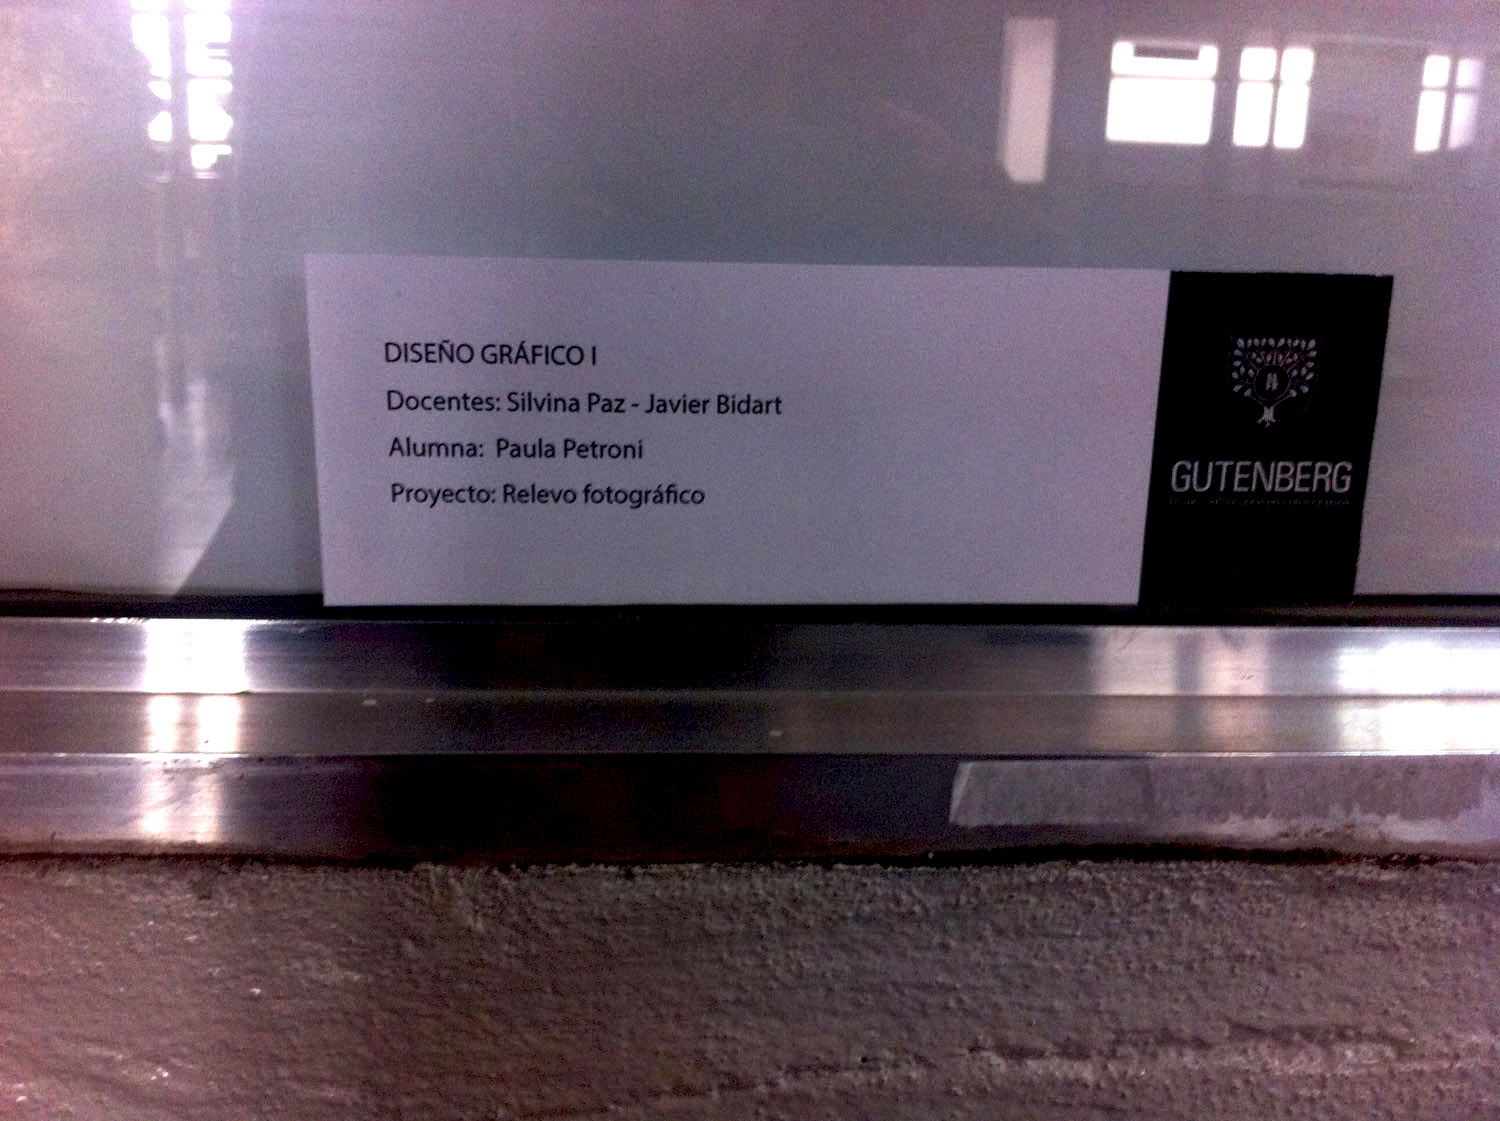 DISEÑO GRÁFICO I
Docentes: Silvina Paz - Javier Bidart
Alumna:  Paula Petroni
Proyecto: Relevo fotográfico
GUTENBERG